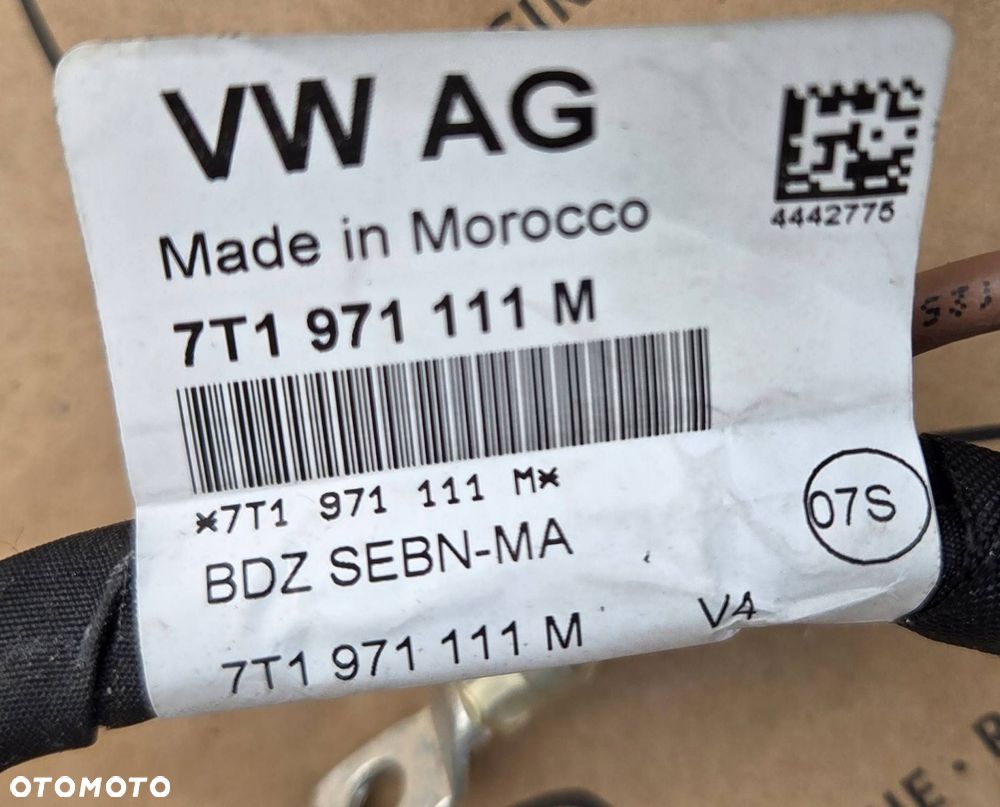 VW AG
4442775
Made in Morocco
7T1 971 111 M
*7T1 971 111 M*
07S
BDZ SEBN-MA
V4
7T1 971 111 M
OTOMOTO